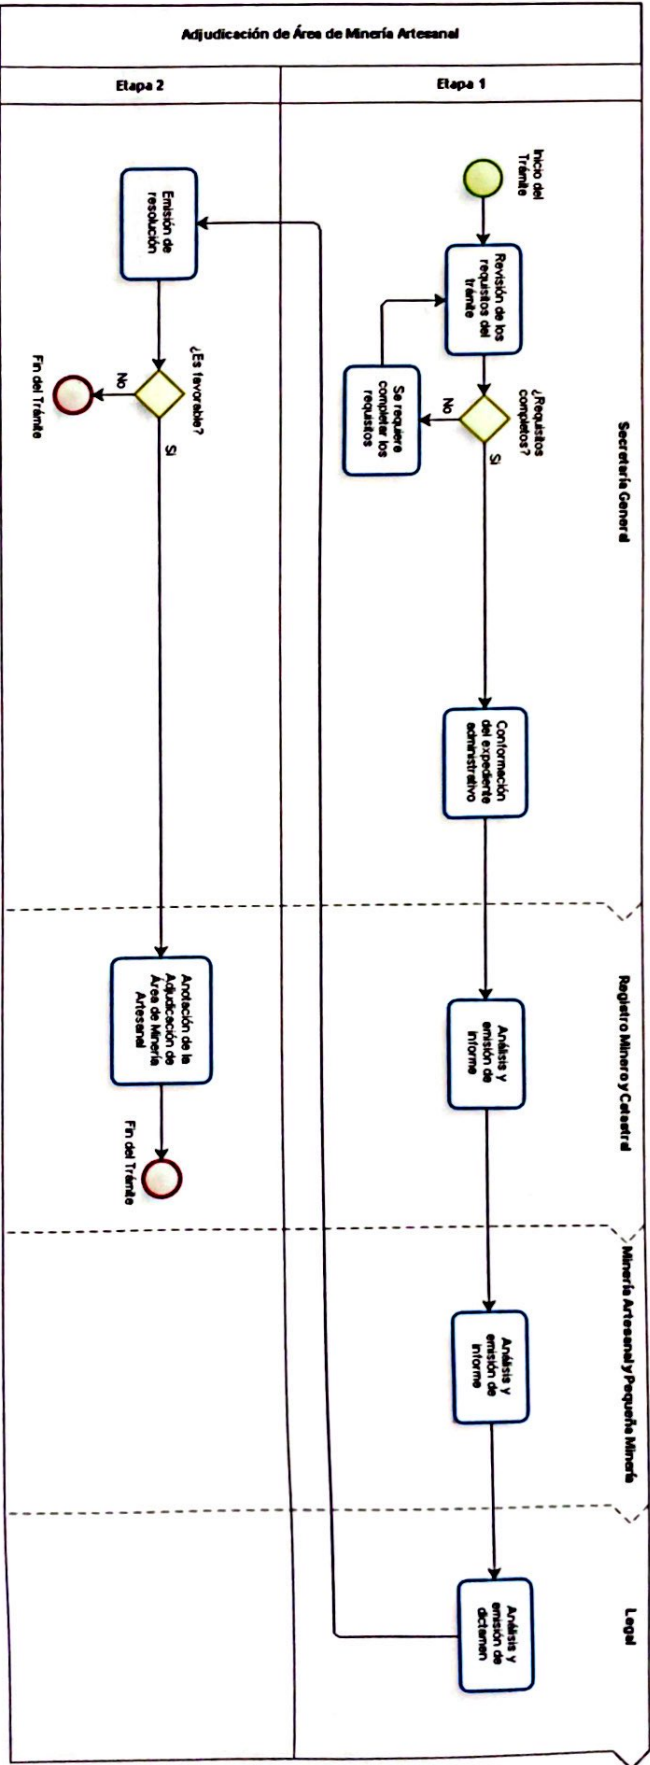 Adjudicación de Área de Minería Artesanal
Etapa 1
Secretaría General
Registro Minero y Catastral
Minería Artesanal y Pequeña Minería
Legal
Inicio del
Trámite
Revisión de los
requisitos del
trámite
¿Requisitos
completos?
No
Se requiere
completar los
requisitos
Si
Conformación
del expediente
administrativo
Análisis y
emisión de
informe
Análisis y
emisión de
informe
Análisis y
emisión de
dictamen
Etapa 2
Emisión de
resolución
¿Es favorable?
No
Fin del Trámite
Si
Anotación de la
Adjudicación de
Área de Minería
Artesanal
Fin del Trámite